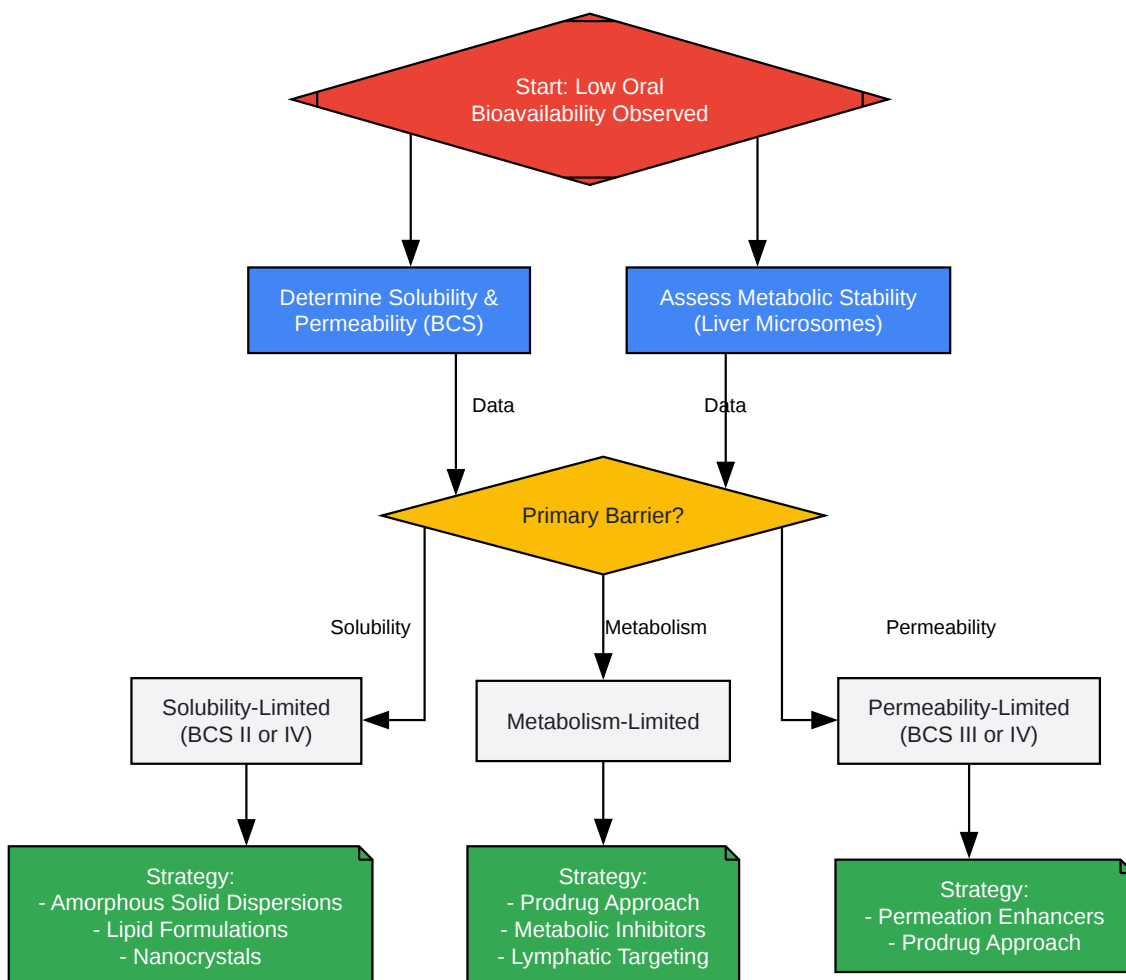 Start: Low Oral
Bioavailability Observed
Determine Solubility &
Permeability (BCS)
Assess Metabolic Stability
(Liver Microsomes)
Data
Data
Primary Barrier?
Solubility
Metabolism
Permeability
Solubility-Limited
(BCS II or IV)
Metabolism-Limited
Permeability-Limited
(BCS III or IV)
Strategy:
- Amorphous Solid Dispersions
- Lipid Formulations
- Nanocrystals
Strategy:
- Prodrug Approach
- Metabolic Inhibitors
- Lymphatic Targeting
Strategy:
- Permeation Enhancers
- Prodrug Approach